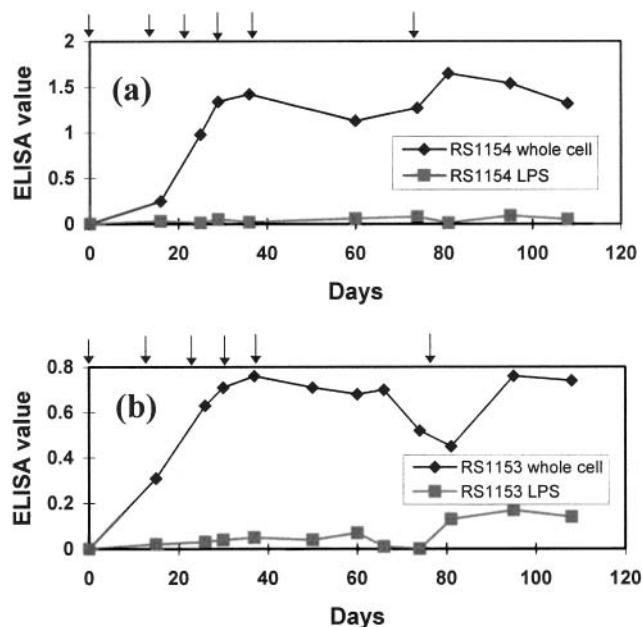 2
(a)
1.5
ELISA value
1
RS1154 whole cell
0.5
RS1154 LPS
0
0 20 40 60 80 100 120
Days
0.8
(b)
0.6
ELISA value
0.4
RS1153 whole cell
RS1153 LPS
0.2
0
0 20 40 60 80 100 120
Days